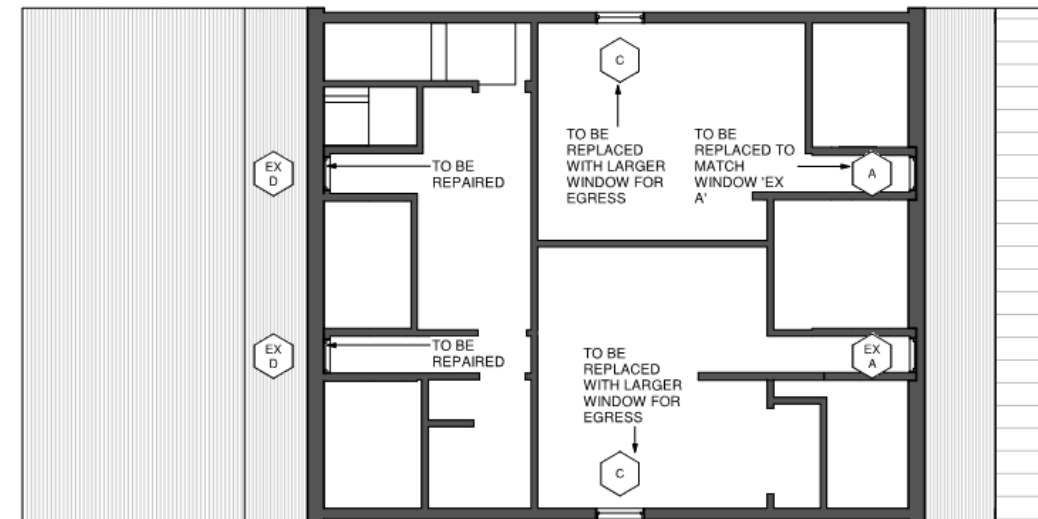 C
TO BE
REPLACED
WITH LARGER
WINDOW FOR
EGRESS
TO BE
REPLACED TO
MATCH
WINDOW 'EX
A'
A
EX
D
TO BE
REPAIRED
EX
D
TO BE
REPAIRED
TO BE
REPLACED
WITH LARGER
WINDOW FOR
EGRESS
EX
A
C